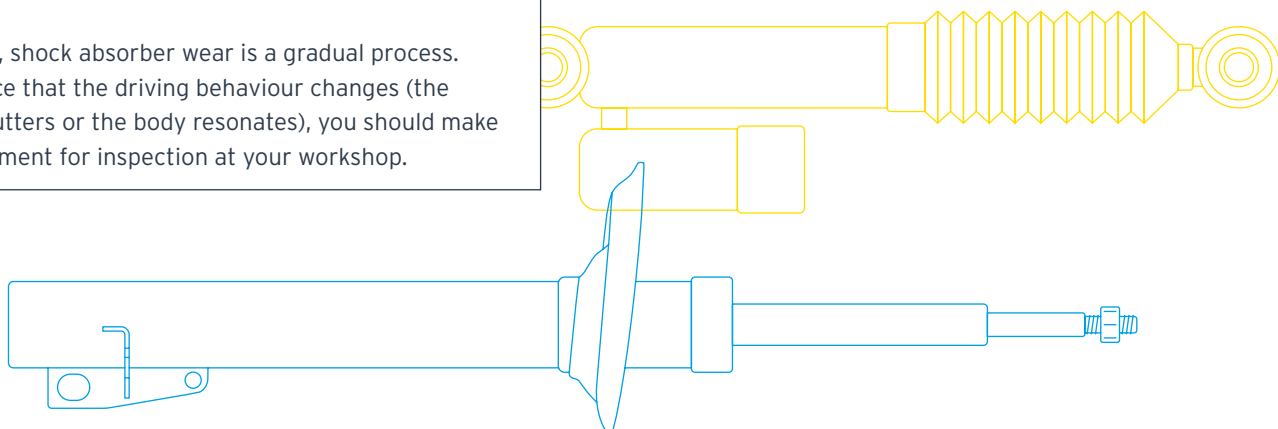 , shock absorber wear is a gradual process.
ce that the driving behaviour changes (the
utters or the body resonates), you should make
ment for inspection at your workshop.